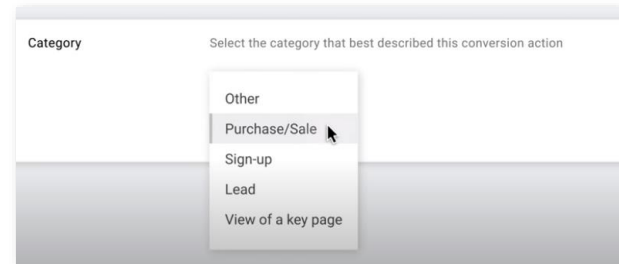 Category
Select the category that best described this conversion action
Other
Purchase/Sale
Sign-up
Lead
View of a key page